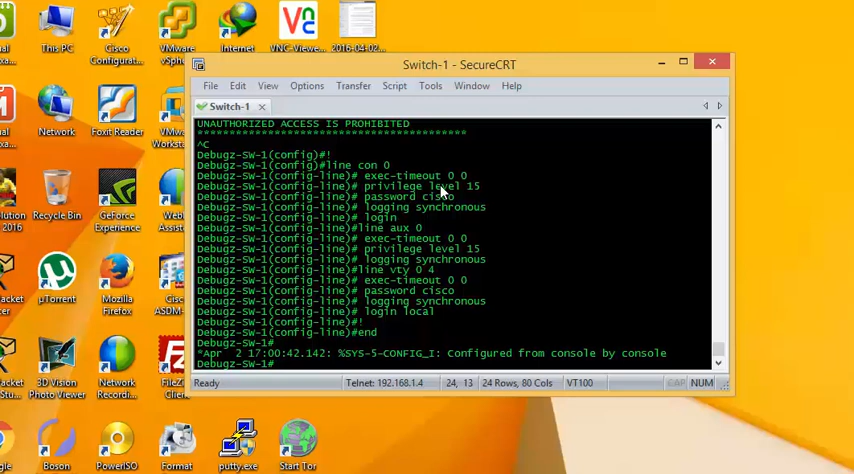 This PC
Cisco
Configurat...
VMware
vSph...
Internet
VNC-Viewe...
2016-04-02...
Switch-1 - SecureCRT
File Edit View Options Transfer Script Tools Window Help
Switch-1
Network
Foxit Reader
VMware
Works...
Recycle Bin
2016
GeForce
Experience
µTorrent
Mozilla
Firefox
Cisco
ASDM
3D Vision
Photo Viewer
Network
Recordi...
FileZ
Client
Boson
PowerISO
Format
putty.exe
Start Tor
UNAUTHORIZED ACCESS IS PROHIBITED
******************************************
^C
Debugz-SW-1(config)#!
Debugz-SW-1(config)#line con 0
Debugz-SW-1(config-line)# exec-timeout 0 0
Debugz-SW-1(config-line)# privilege level 15
Debugz-SW-1(config-line)# password cisco
Debugz-SW-1(config-line)# logging synchronous
Debugz-SW-1(config-line)# login
Debugz-SW-1(config-line)#line aux 0
Debugz-SW-1(config-line)# exec-timeout 0 0
Debugz-SW-1(config-line)# privilege level 15
Debugz-SW-1(config-line)# logging synchronous
Debugz-SW-1(config-line)#line vty 0 4
Debugz-SW-1(config-line)# exec-timeout 0 0
Debugz-SW-1(config-line)# password cisco
Debugz-SW-1(config-line)# logging synchronous
Debugz-SW-1(config-line)# login local
Debugz-SW-1(config-line)#!
Debugz-SW-1(config-line)#end
Debugz-SW-1#
*Apr  2 17:00:42.142: %SYS-5-CONFIG_I: Configured from console by console
Debugz-SW-1#
Ready Telnet: 192.168.1.4 24, 13 24 Rows, 80 Cols VT100 CAP NUM